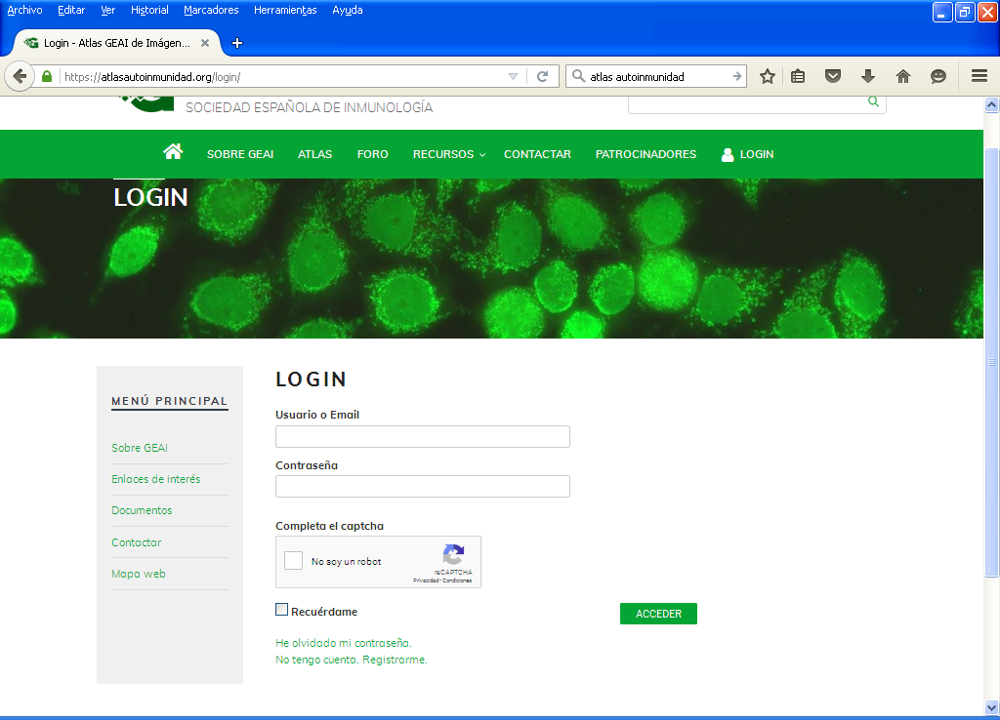 Archivo Editar Ver Historial Marcadores Herramientas Ayuda
Login - Atlas GEAI de Imágen...
https://atlasautoinmunidad.org/login/
atlas autoinmunidad
SOCIEDAD ESPAÑOLA DE INMUNOLOGÍA
SOBRE GEAI ATLAS FORO RECURSOS CONTACTAR PATROCINADORES LOGIN
LOGIN
MENÚ PRINCIPAL
Sobre GEAI
Enlaces de interés
Documentos
Contactar
Mapa web
LOGIN
Usuario o Email
Contraseña
Completa el captcha
No soy un robot
reCAPTCHA
Privacidad - Condiciones
Recuérdame
ACCEDER
He olvidado mi contraseña.
No tengo cuenta. Registrarme.